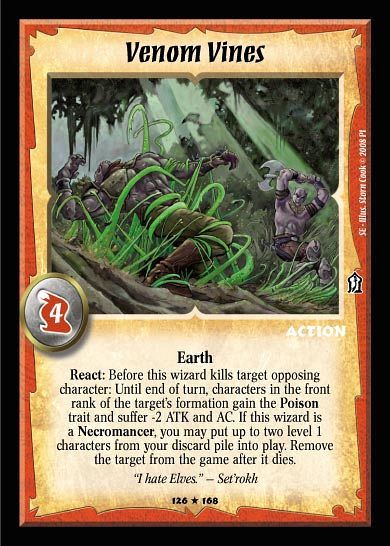 Venom Vines
SE • Illus. Storn Cook © 2008 PI
4
ACTION
Earth
React: Before this wizard kills target opposing
character: Until end of turn, characters in the front
rank of the target's formation gain the Poison
trait and suffer -2 ATK and AC. If this wizard is
a Necromancer, you may put up to two level 1
characters from your discard pile into play. Remove
the target from the game after it dies.
"I hate Elves." – Set'rokh
126 ★ 168